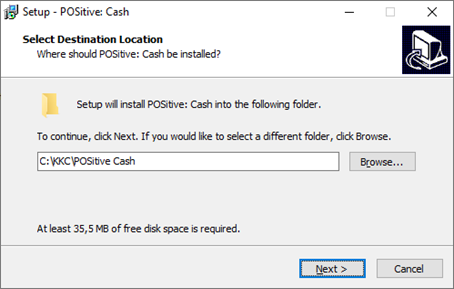 Setup - POSitive: Cash
Select Destination Location
Where should POSitive: Cash be installed?
Setup will install POSitive: Cash into the following folder.
To continue, click Next. If you would like to select a different folder, click Browse.
C:\KKC\POSitive Cash
Browse...
At least 35,5 MB of free disk space is required.
Next >
Cancel